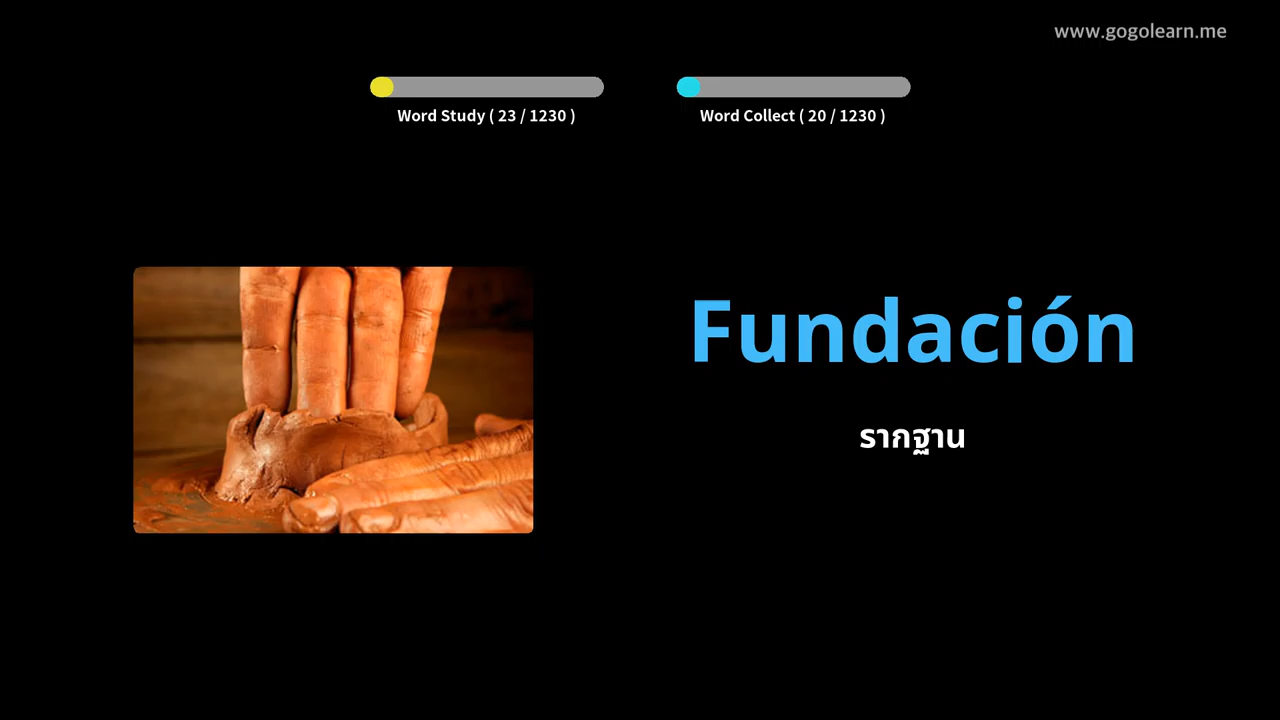 www.gogolearn.me
Word Study ( 23 / 1230 )
Word Collect ( 20 / 1230 )
Fundación
รากฐาน